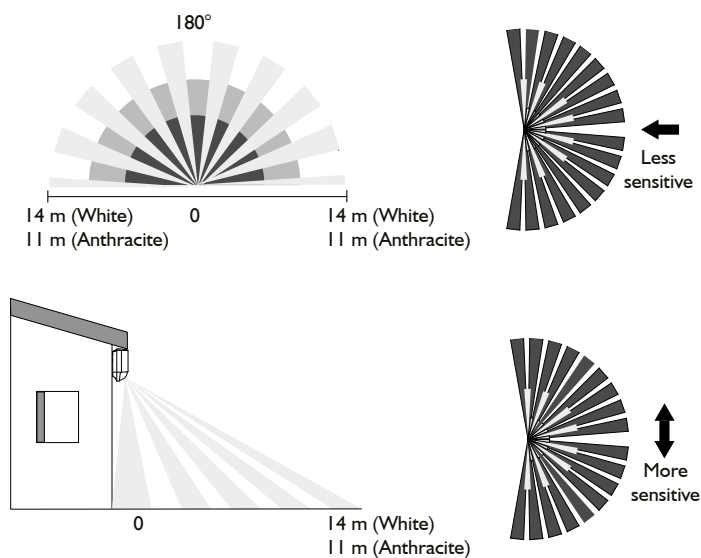 180°
14 m (White)
11 m (Anthracite)
0
14 m (White)
11 m (Anthracite)
Less
sensitive
0
14 m (White)
11 m (Anthracite)
More
sensitive